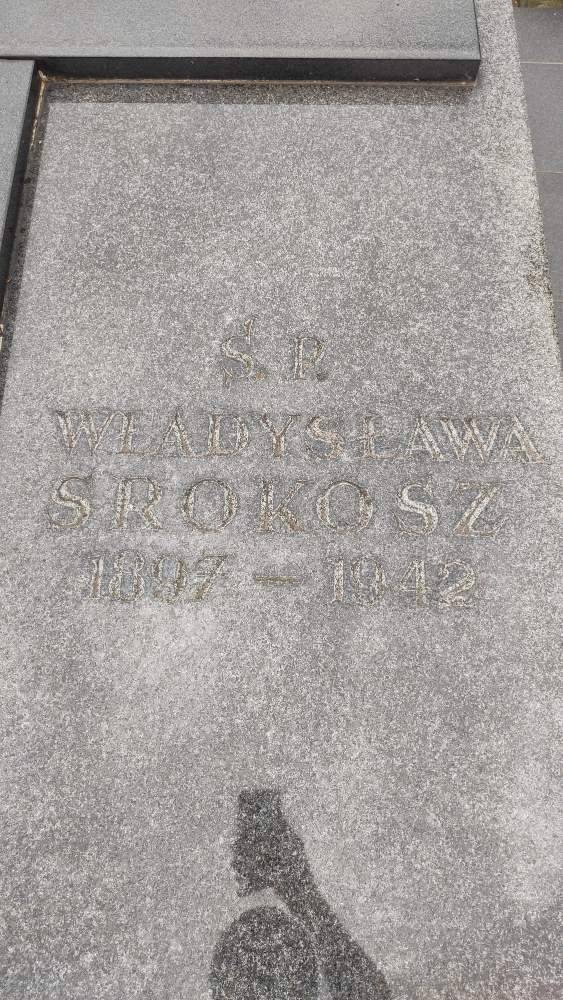 Ś. P.
WŁADYSŁAWA
SROKOSZ
1897 – 1942